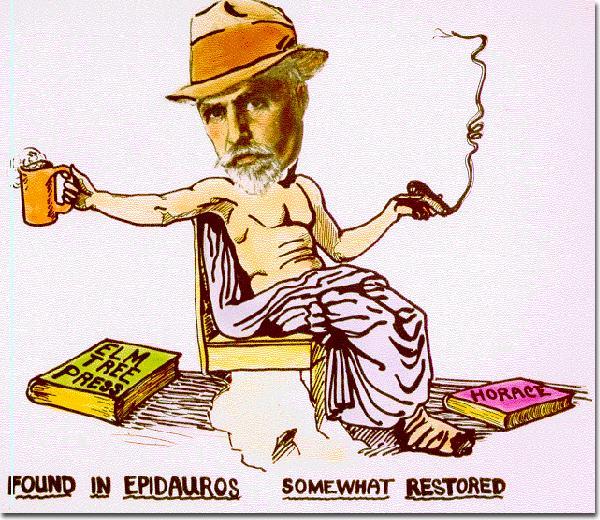 ELM
TREE
PRESS
HORACE
FOUND IN EPIDAUROS SOMEWHAT RESTORED